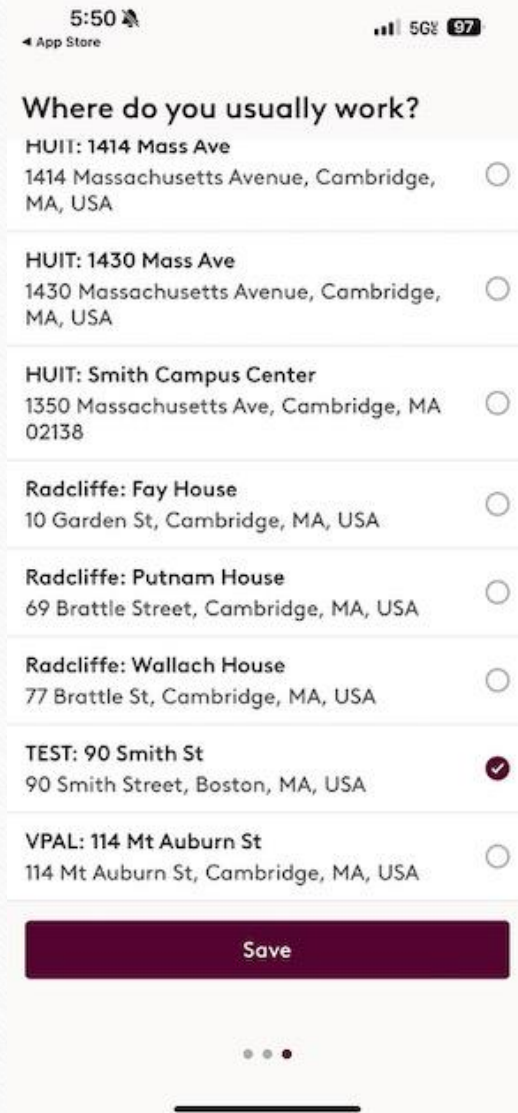 5:50
App Store
5G
97
Where do you usually work?
HUIT: 1414 Mass Ave
1414 Massachusetts Avenue, Cambridge,
MA, USA
HUIT: 1430 Mass Ave
1430 Massachusetts Avenue, Cambridge,
MA, USA
HUIT: Smith Campus Center
1350 Massachusetts Ave, Cambridge, MA
02138
Radcliffe: Fay House
10 Garden St, Cambridge, MA, USA
Radcliffe: Putnam House
69 Brattle Street, Cambridge, MA, USA
Radcliffe: Wallach House
77 Brattle St, Cambridge, MA, USA
TEST: 90 Smith St
90 Smith Street, Boston, MA, USA
VPAL: 114 Mt Auburn St
114 Mt Auburn St, Cambridge, MA, USA
Save